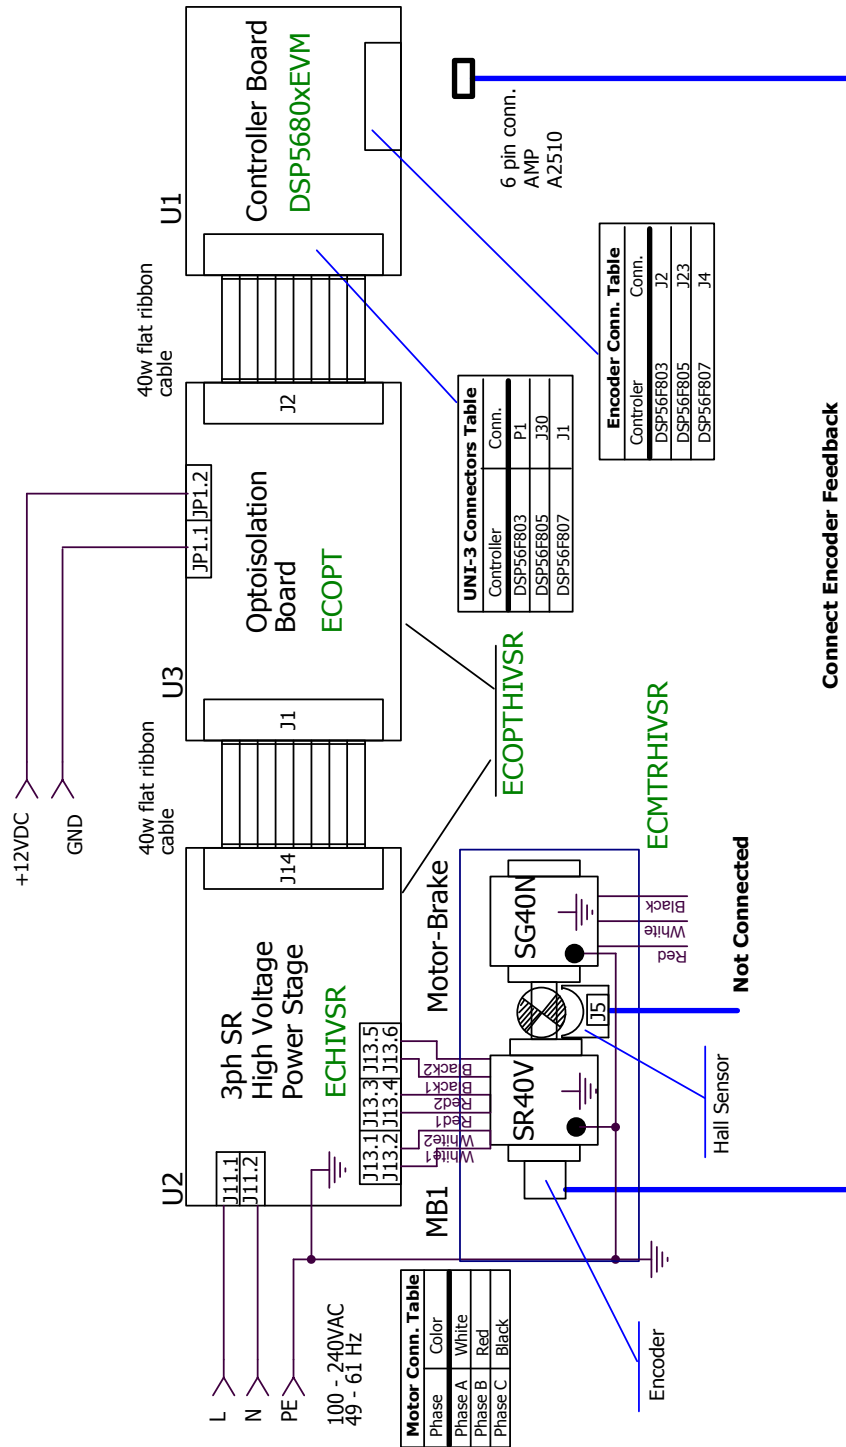 +12VDC
GND
L
N
PE
100 - 240VAC
49 - 61 Hz
U2
J11.1
J11.2
3ph SR
High Voltage
Power Stage
ECHIVSR
J13.1
J13.2
J13.3
J13.4
J13.5
J13.6
J14
40w flat ribbon
cable
U3
J1
JP1.1
JP1.2
Optoisolation
Board
ECOPT
J2
40w flat ribbon
cable
U1
Controller Board
DSP5680xEVM
Motor Conn. Table
Phase Color
Phase A White
Phase B Red
Phase C Black
MB1
Motor-Brake
White1
White2
Red1
Red2
Black1
Black2
SR40V
SG40N
J5
Red
White
Black
ECOPTHIVSR
ECMTRHIVSR
UNI-3 Connectors Table
Controller Conn.
DSP56F803 P1
DSP56F805 J30
DSP56F807 J1
6 pin conn.
AMP
A2510
Encoder Conn. Table
Controler Conn.
DSP56F803 J2
DSP56F805 J23
DSP56F807 J4
Encoder
Hall Sensor
Not Connected
Connect Encoder Feedback